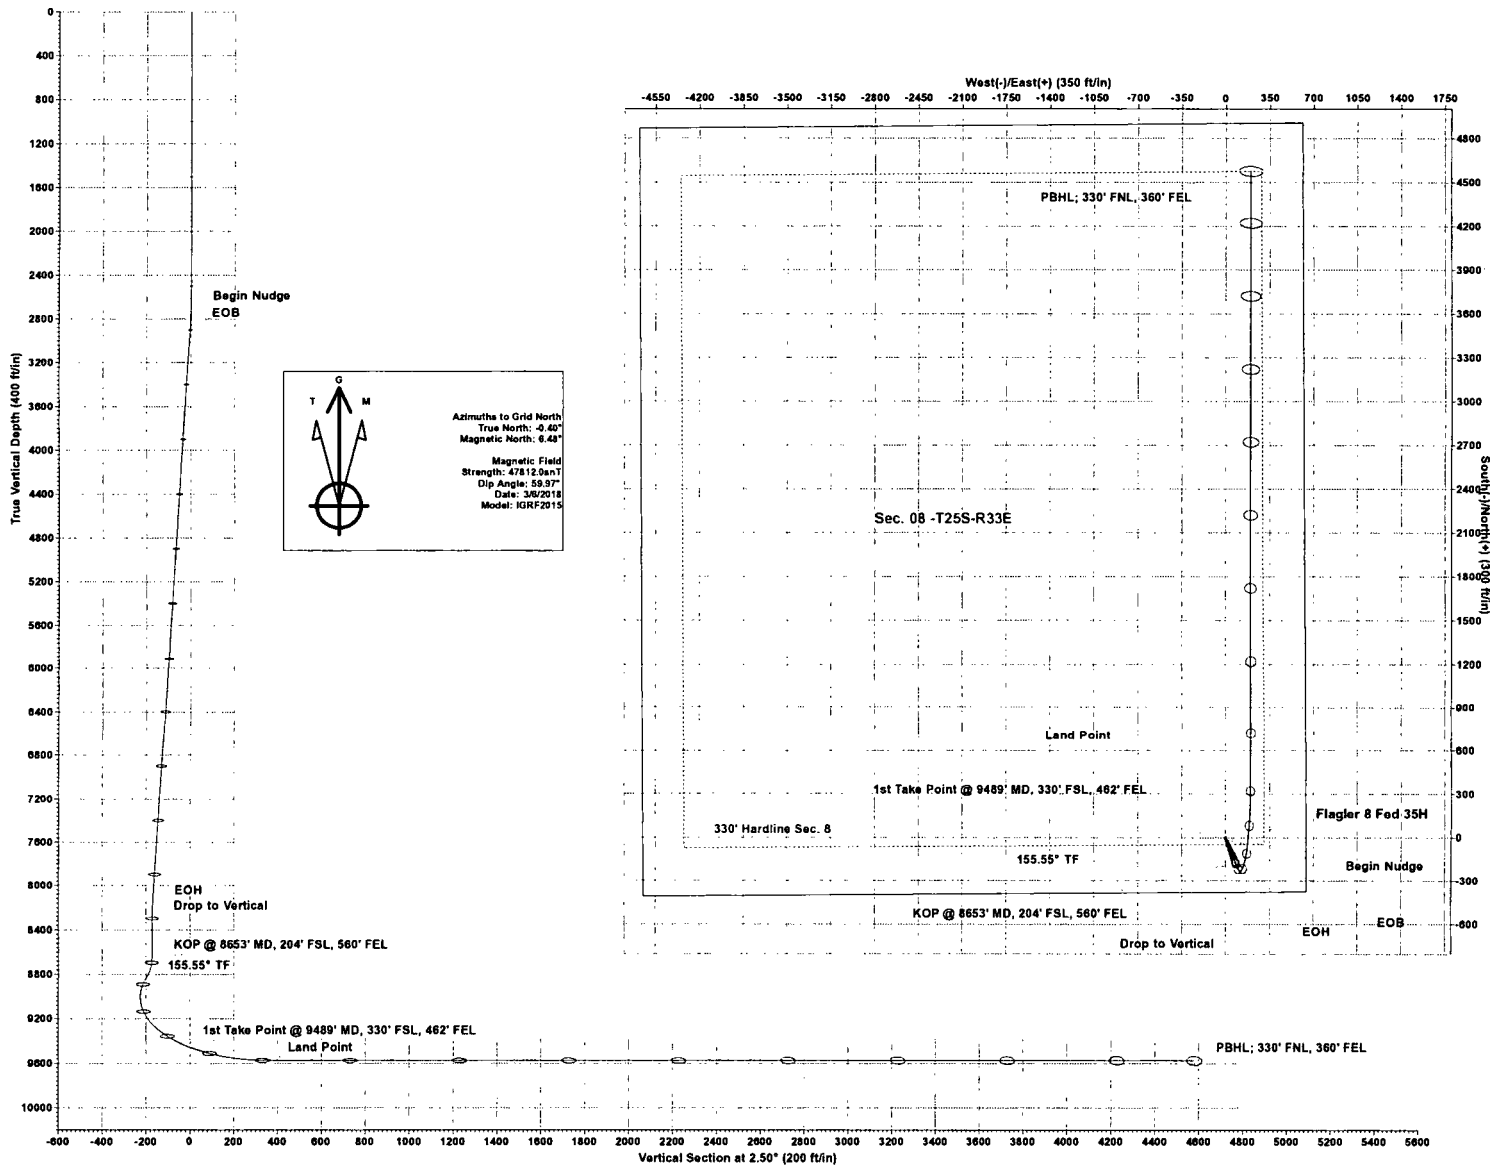 True Vertical Depth (400 ft/in)
0
400
800
1200
1600
2000
2400
2800
3200
3600
4000
4400
4800
5200
5600
6000
6400
6800
7200
7600
8000
8400
8800
9200
9600
10000
Begin Nudge
EOB
EOH
Drop to Vertical
KOP @ 8653' MD, 204' FSL, 560' FEL
155.55° TF
1st Take Point @ 9489' MD, 330' FSL, 462' FEL
Land Point
PBHL; 330' FNL, 360' FEL
-600 -400 -200 0 200 400 600 800 1000 1200 1400 1600 1800 2000 2200 2400 2600 2800 3000 3200 3400 3600 3800 4000 4200 4400 4600 4800 5000 5200 5400 5600
Vertical Section at 2.50° (200 ft/in)
G
T M
Azimuths to Grid North
True North: -0.40°
Magnetic North: 6.48°
Magnetic Field
Strength: 47812.0snT
Dip Angle: 59.97°
Date: 3/6/2018
Model: IGRF2015
West(-)/East(+) (350 ft/in)
-4550 -4200 -3850 -3500 -3150 -2800 -2450 -2100 -1750 -1400 -1050 -700 -350 0 350 700 1050 1400 1750
PBHL; 330' FNL, 360' FEL
Sec. 08 -T25S-R33E
Land Point
1st Take Point @ 9489' MD, 330' FSL, 462' FEL
330' Hardline Sec. 8
155.55° TF
Flagler 8 Fed 35H
Begin Nudge
KOP @ 8653' MD, 204' FSL, 560' FEL
EOB
EOH
Drop to Vertical
4800
4500
4200
3900
3600
3300
3000
2700
2400
2100
1800
1500
1200
900
600
300
0
-300
-600
South(-)/North(+) (300 ft/in)